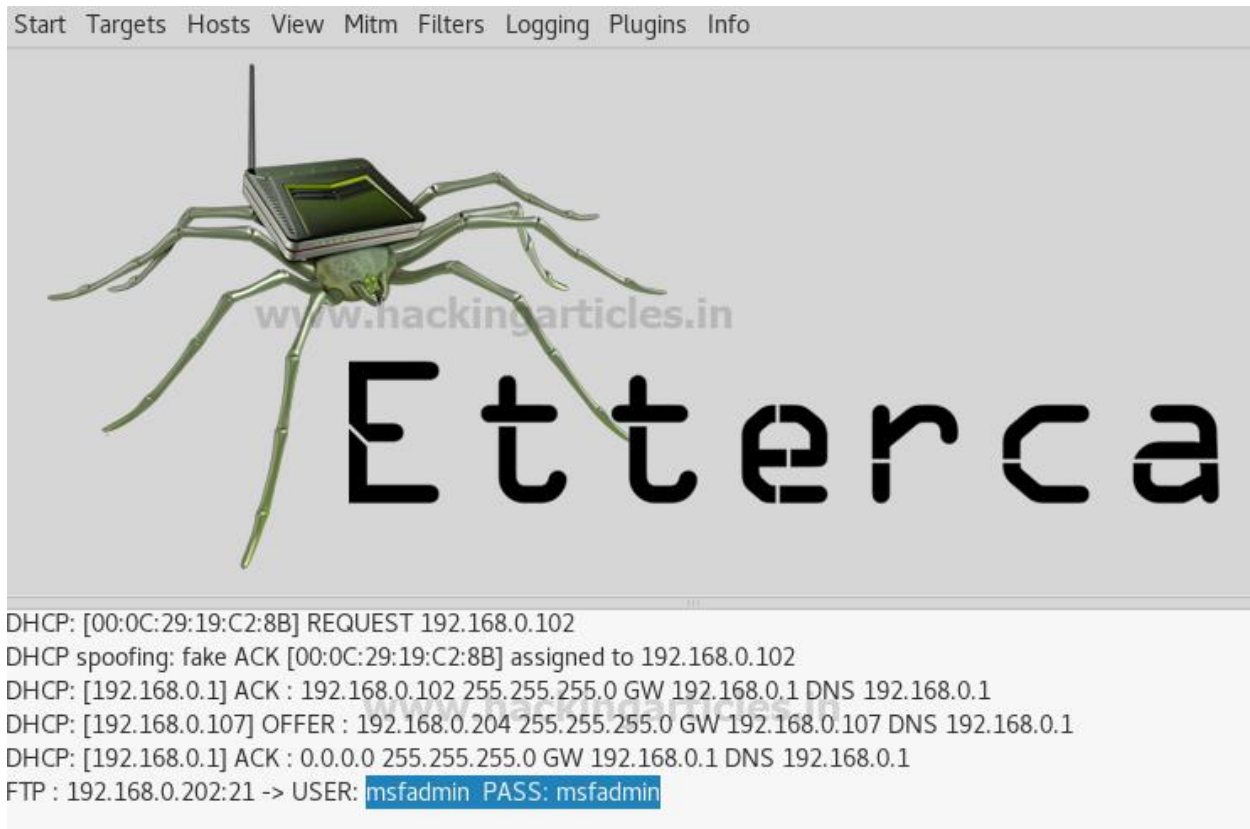 Start Targets Hosts View Mitm Filters Logging Plugins Info
www.hackingarticles.in
Etterca
DHCP: [00:0C:29:19:C2:8B] REQUEST 192.168.0.102
DHCP spoofing: fake ACK [00:0C:29:19:C2:8B] assigned to 192.168.0.102
DHCP: [192.168.0.1] ACK : 192.168.0.102 255.255.255.0 GW 192.168.0.1 DNS 192.168.0.1
www.hackingarticles.in
DHCP: [192.168.0.107] OFFER : 192.168.0.204 255.255.255.0 GW 192.168.0.107 DNS 192.168.0.1
DHCP: [192.168.0.1] ACK : 0.0.0.0 255.255.255.0 GW 192.168.0.1 DNS 192.168.0.1
FTP : 192.168.0.202:21 -> USER: msfadmin PASS: msfadmin